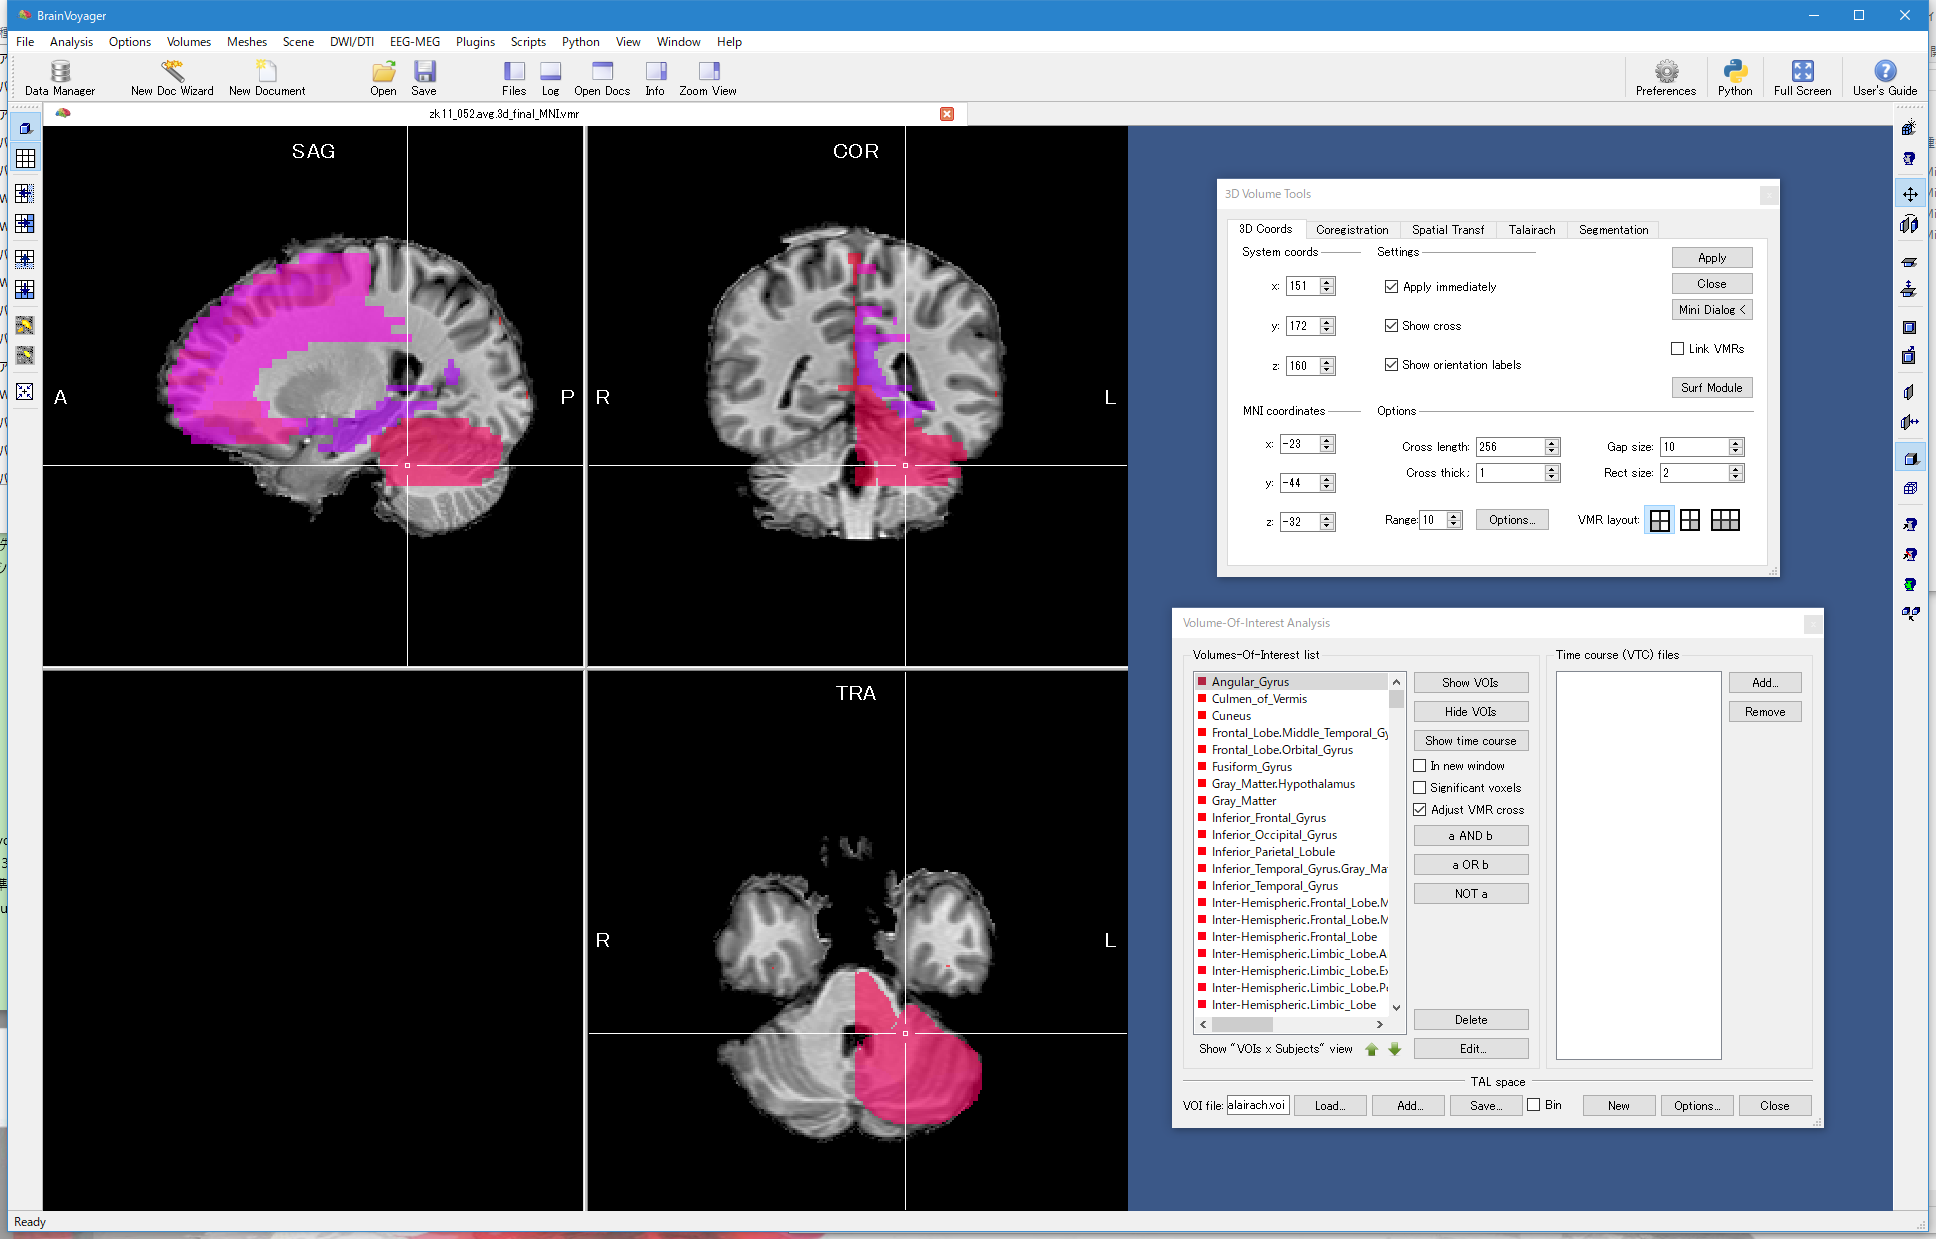 BrainVoyager
File Analysis Options Volumes Meshes Scene DWI/DTI EEG-MEG Plugins Scripts Python View Window Help
Data Manager New Doc Wizard New Document Open Save Files Log Open Docs Info Zoom View Preferences Python Full Screen User's Guide
zk11_052.avg.3d_final_MNI.vmr
SAG
A
P
COR
R
L
TRA
R
L
3D Volume Tools
3D Coords Coregistration Spatial Transf Talairach Segmentation
System coords
x: 151
y: 172
z: 160
Settings
Apply immediately
Show cross
Show orientation labels
Apply
Close
Mini Dialog <
Link VMRs
Surf Module
MNI coordinates
x: -23
y: -44
z: -32
Options
Cross length: 256
Gap size: 10
Cross thick.: 1
Rect size: 2
Range: 10
Options...
VMR layout:
Volume-Of-Interest Analysis
Volumes-Of-Interest list
Angular_Gyrus
Culmen_of_Vermis
Cuneus
Frontal_Lobe.Middle_Temporal_Gy
Frontal_Lobe.Orbital_Gyrus
Fusiform_Gyrus
Gray_Matter.Hypothalamus
Gray_Matter
Inferior_Frontal_Gyrus
Inferior_Occipital_Gyrus
Inferior_Parietal_Lobule
Inferior_Temporal_Gyrus.Gray_Ma
Inferior_Temporal_Gyrus
Inter-Hemispheric.Frontal_Lobe.M
Inter-Hemispheric.Frontal_Lobe.M
Inter-Hemispheric.Frontal_Lobe
Inter-Hemispheric.Limbic_Lobe.A
Inter-Hemispheric.Limbic_Lobe.E
Inter-Hemispheric.Limbic_Lobe.P
Inter-Hemispheric.Limbic_Lobe
Show "VOIs x Subjects" view
Show VOIs
Hide VOIs
Show time course
In new window
Significant voxels
Adjust VMR cross
a AND b
a OR b
NOT a
Delete
Edit...
Time course (VTC) files
Add...
Remove
TAL space
VOI file: alairach.voi Load... Add... Save... Bin New Options... Close
Ready